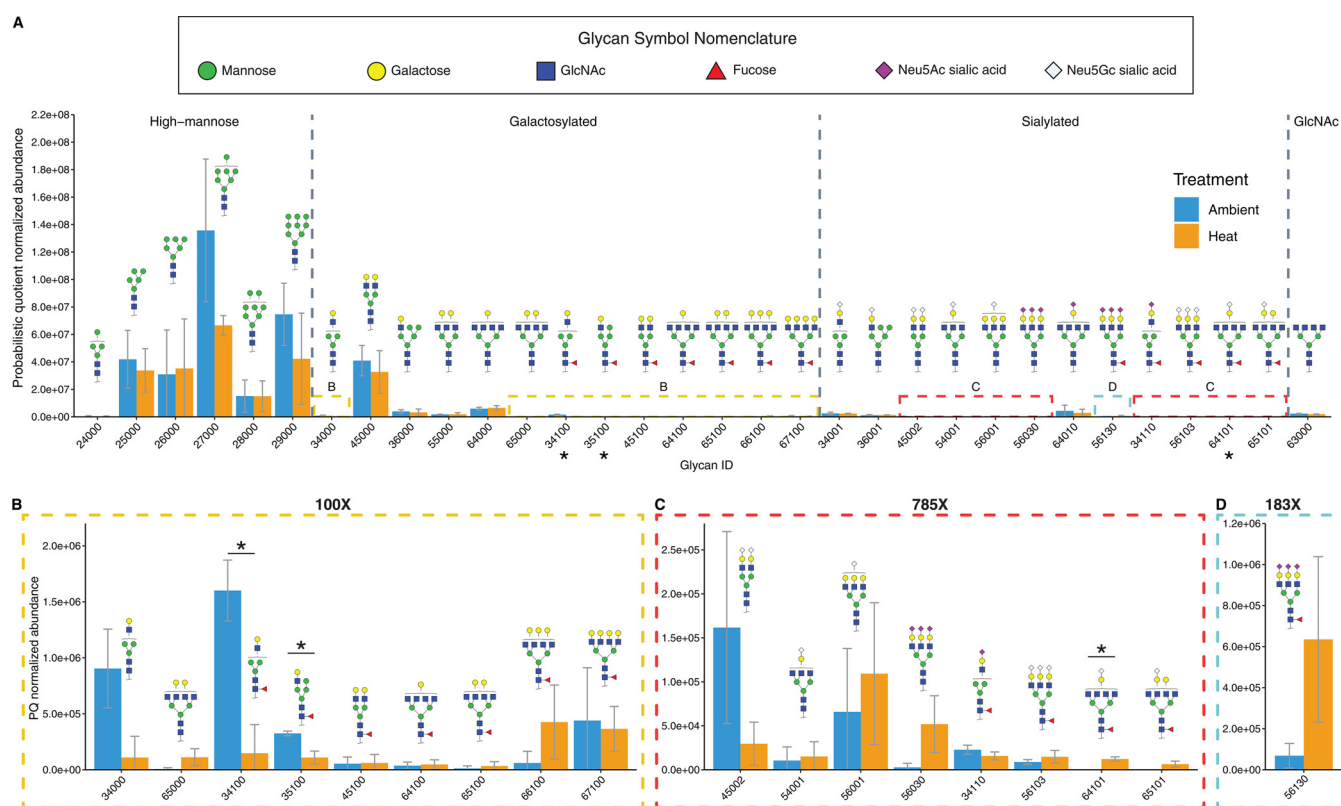 A
Glycan Symbol Nomenclature
Mannose Galactose GlcNAc Fucose Neu5Ac sialic acid Neu5Gc sialic acid
High−mannose Galactosylated Sialylated GlcNAc
Probabilistic quotient normalized abundance
2.2e+08
2.0e+08
1.8e+08
1.6e+08
1.4e+08
1.2e+08
1.0e+08
8.0e+07
6.0e+07
4.0e+07
2.0e+07
0.0e+00
Treatment
Ambient
Heat
B B C D C
24000 25000 26000 27000 28000 29000 34000 45000 36000 55000 64000 65000 34100 35100 45100 64100 65100 66100 67100 34001 36001 45002 54001 56001 56030 64010 56130 34110 56103 64101 65101 63000
* * *
Glycan ID
B 100X
PQ normalized abundance
2.0e+06
1.5e+06
1.0e+06
5.0e+05
0.0e+00
* *
34000 65000 34100 35100 45100 64100 65100 66100 67100
C 785X
2.5e+05
2.0e+05
1.5e+05
1.0e+05
5.0e+04
0.0e+00
*
45002 54001 56001 56030 34110 56103 64101 65101
D 183X
1.2e+06
1.0e+06
8.0e+05
6.0e+05
4.0e+05
2.0e+05
0.0e+00
56130